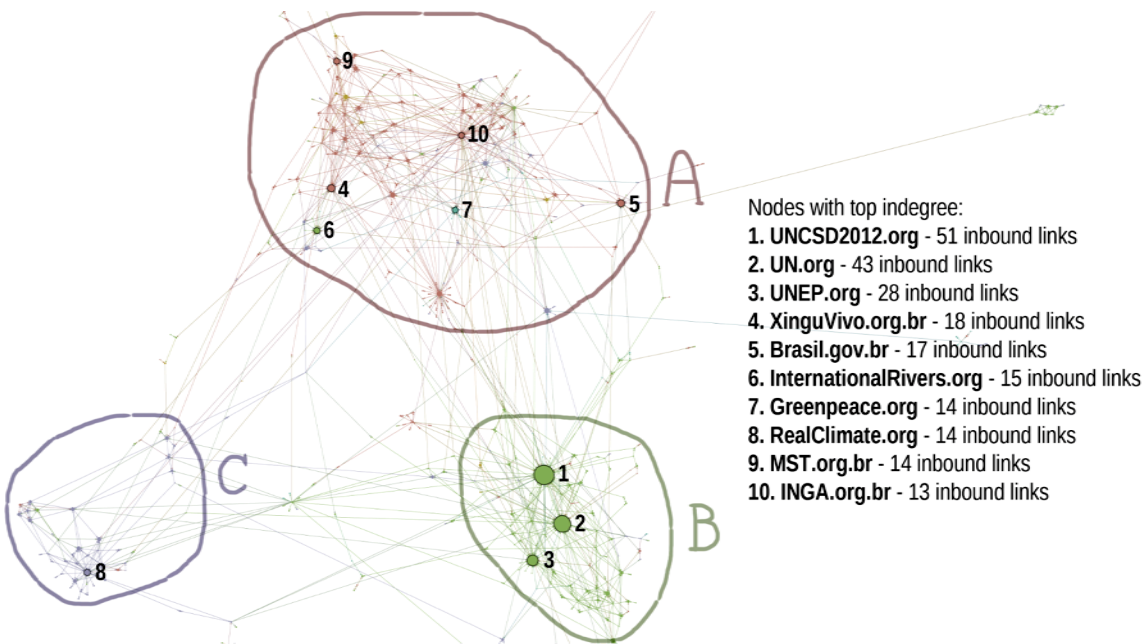 9
10
A
4
7
5
6
Nodes with top indegree:
1. UNCSD2012.org - 51 inbound links
2. UN.org - 43 inbound links
3. UNEP.org - 28 inbound links
4. XinguVivo.org.br - 18 inbound links
5. Brasil.gov.br - 17 inbound links
6. InternationalRivers.org - 15 inbound links
7. Greenpeace.org - 14 inbound links
8. RealClimate.org - 14 inbound links
9. MST.org.br - 14 inbound links
10. INGA.org.br - 13 inbound links
C
1
B
2
3
8